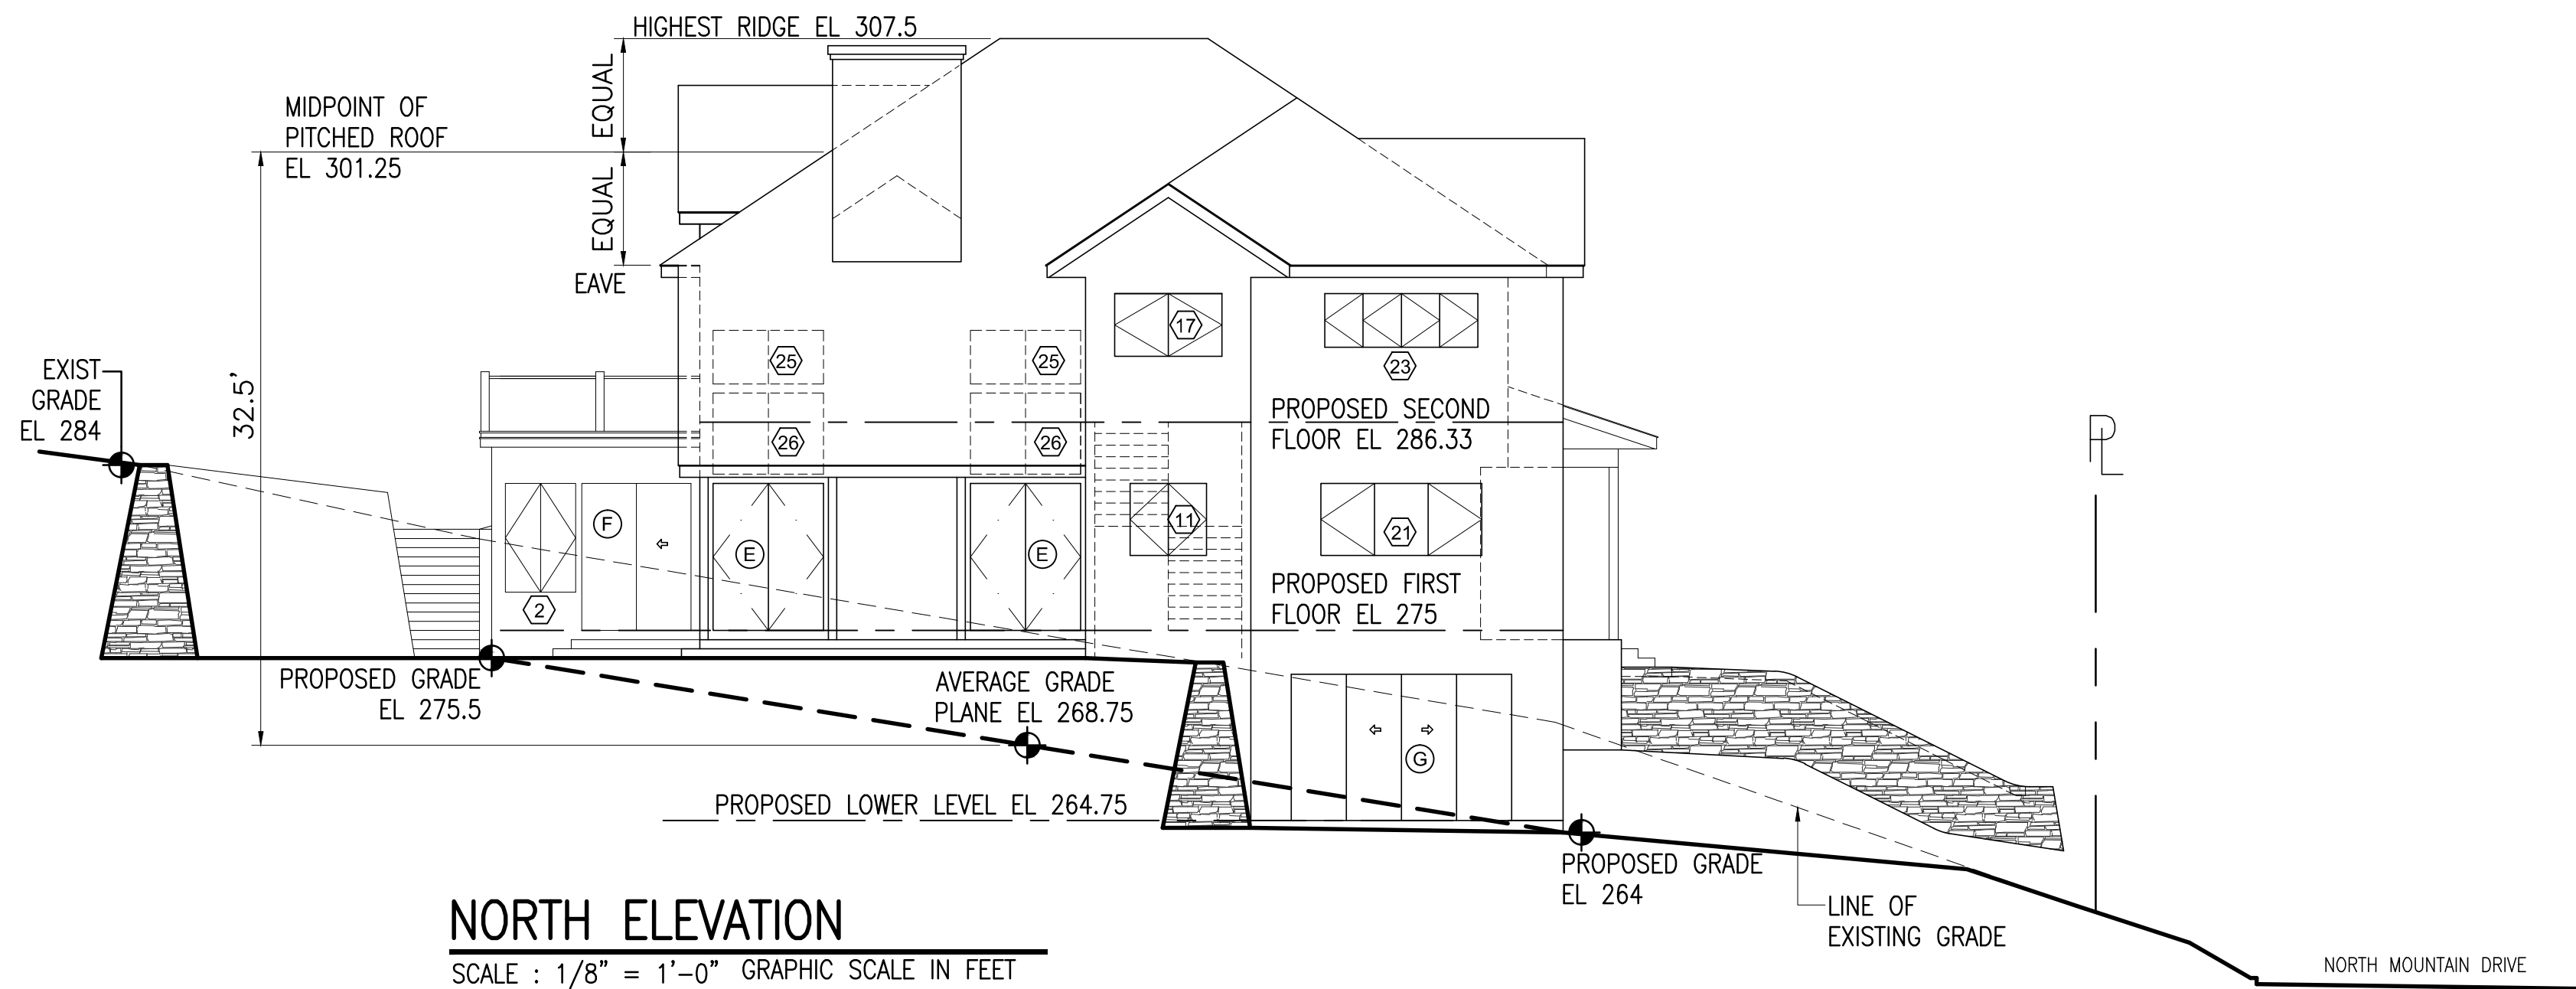 HIGHEST RIDGE EL 307.5
EQUAL
MIDPOINT OF
PITCHED ROOF
EL 301.25
EQUAL
EAVE
32.5'
EXIST
GRADE
EL 284
17
23
25
25
26
26
PROPOSED SECOND
FLOOR EL 286.33
PL
F
E
E
11
21
2
PROPOSED FIRST
FLOOR EL 275
PROPOSED GRADE
EL 275.5
AVERAGE GRADE
PLANE EL 268.75
G
PROPOSED LOWER LEVEL EL 264.75
PROPOSED GRADE
EL 264
LINE OF
EXISTING GRADE
NORTH ELEVATION
SCALE : 1/8" = 1'-0" GRAPHIC SCALE IN FEET
NORTH MOUNTAIN DRIVE